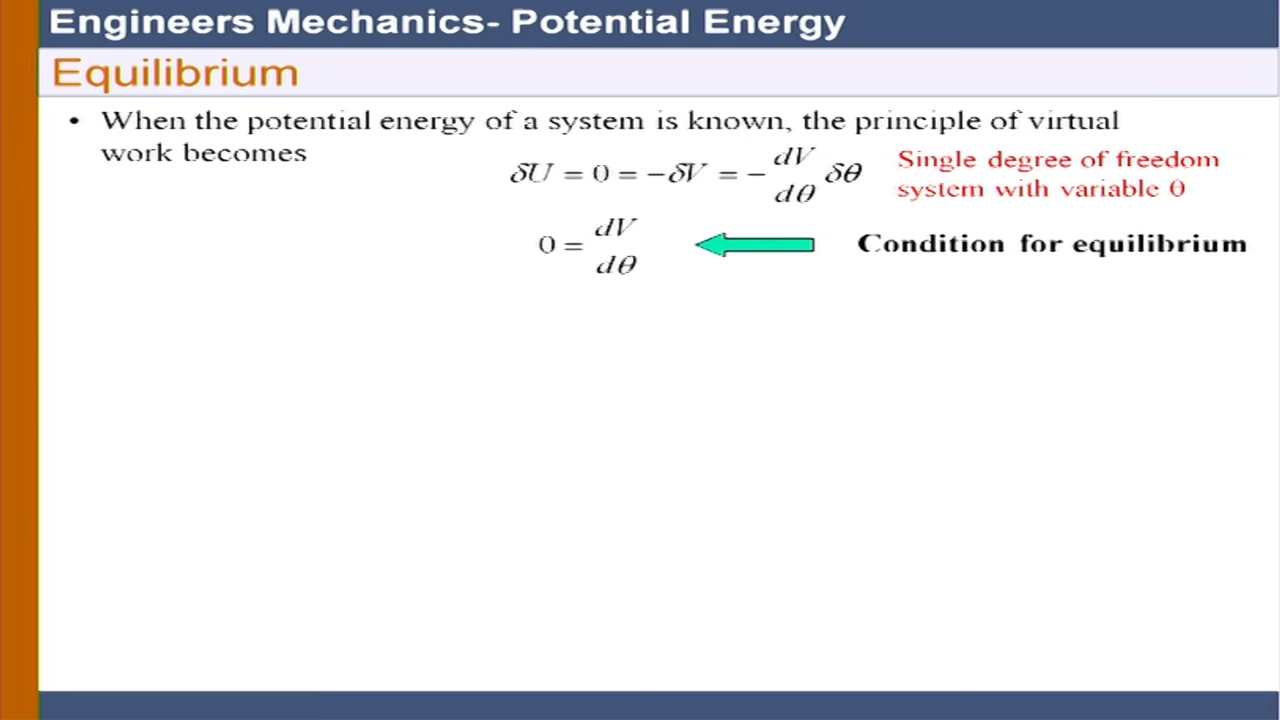 Engineers Mechanics- Potential Energy
Equilibrium
• When the potential energy of a system is known, the principle of virtual
work becomes
δU = 0 = −δV = − dV/dθ δθ
Single degree of freedom
system with variable θ
0 = dV/dθ
Condition for equilibrium